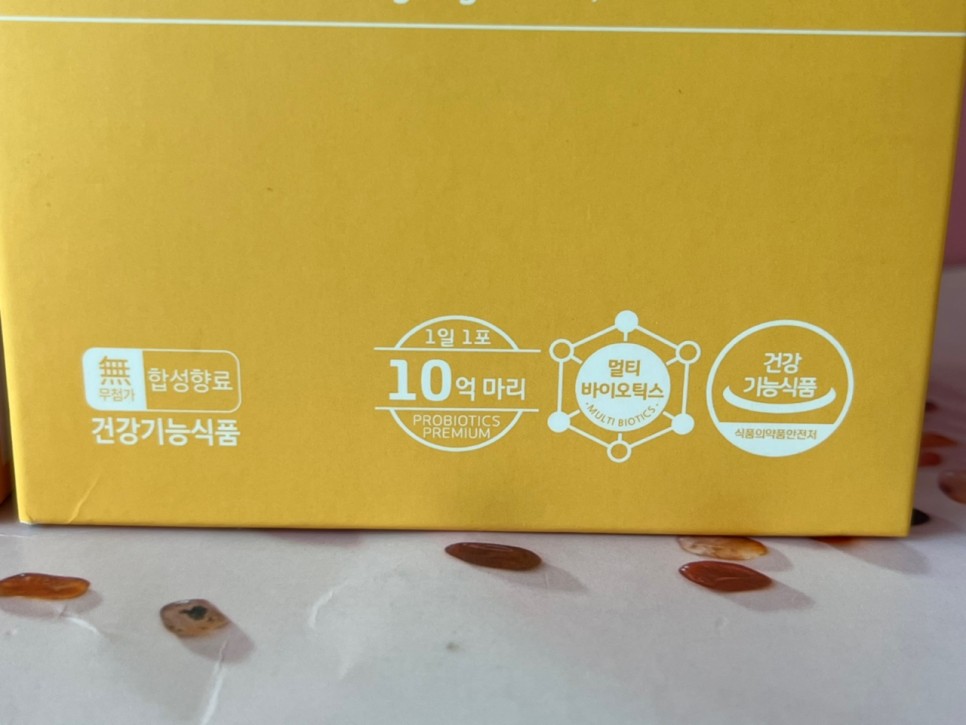 無
무첨가
합성향료
건강기능식품
1일 1포
10억 마리
PROBIOTICS
PREMIUM
멀티
바이오틱스
·MULTI BIOTICS·
건강
기능식품
식품의약품안전처